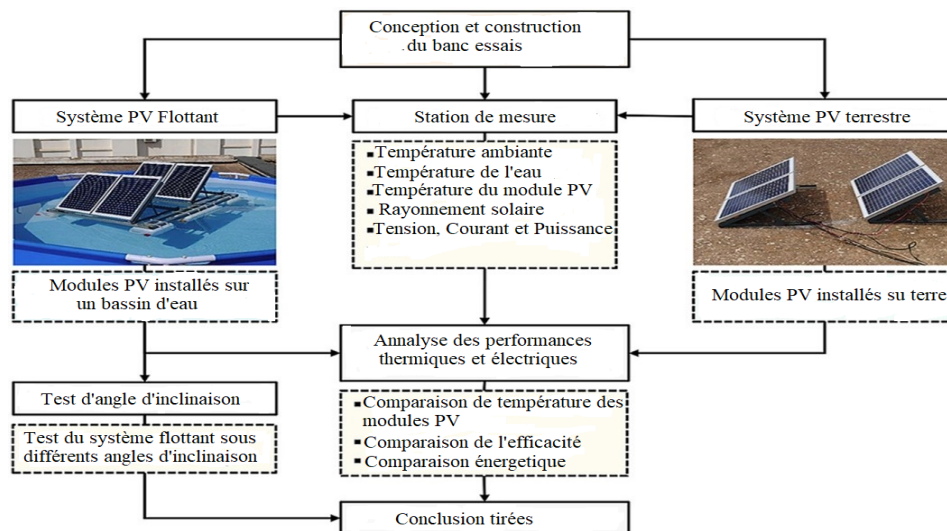 Conception et construction
du banc essais
Système PV Flottant
Station de mesure
Système PV terrestre
Température ambiante
Température de l'eau
Température du module PV
Rayonnement solaire
Tension, Courant et Puissance
Modules PV installés sur
un bassin d'eau
Modules PV installés su terre
Annalyse des performances
thermiques et électriques
Test d'angle d'inclinaison
Test du système flottant sous
différents angles d'inclinaison
Comparaison de température des
modules PV
Comparaison de l'efficacité
Comparaison énergetique
Conclusion tirées